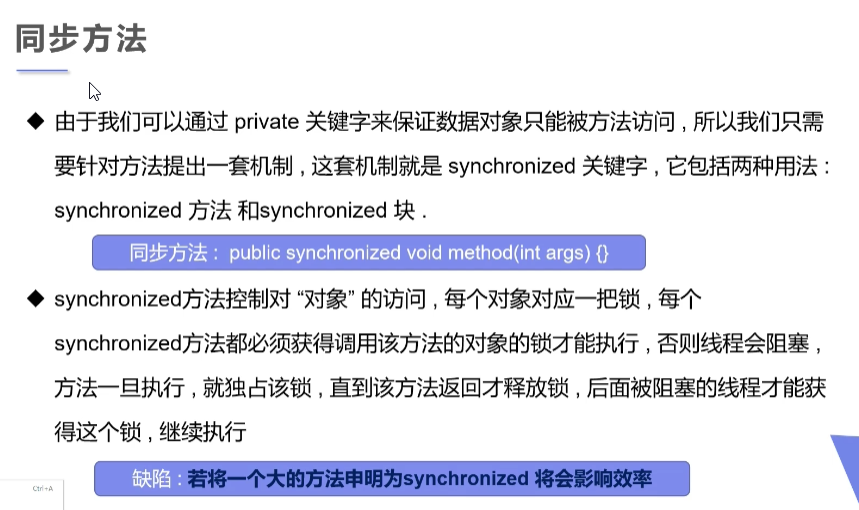 同步方法
◆ 由于我们可以通过 private 关键字来保证数据对象只能被方法访问 , 所以我们只需
要针对方法提出一套机制 , 这套机制就是 synchronized 关键字 , 它包括两种用法 :
synchronized 方法 和synchronized 块 .
同步方法 : public synchronized void method(int args) {}
◆ synchronized方法控制对 “对象” 的访问 , 每个对象对应一把锁 , 每个
synchronized方法都必须获得调用该方法的对象的锁才能执行 , 否则线程会阻塞 ,
方法一旦执行 , 就独占该锁 , 直到该方法返回才释放锁 , 后面被阻塞的线程才能获
得这个锁 , 继续执行
缺陷 : 若将一个大的方法申明为synchronized 将会影响效率
Ctrl+A